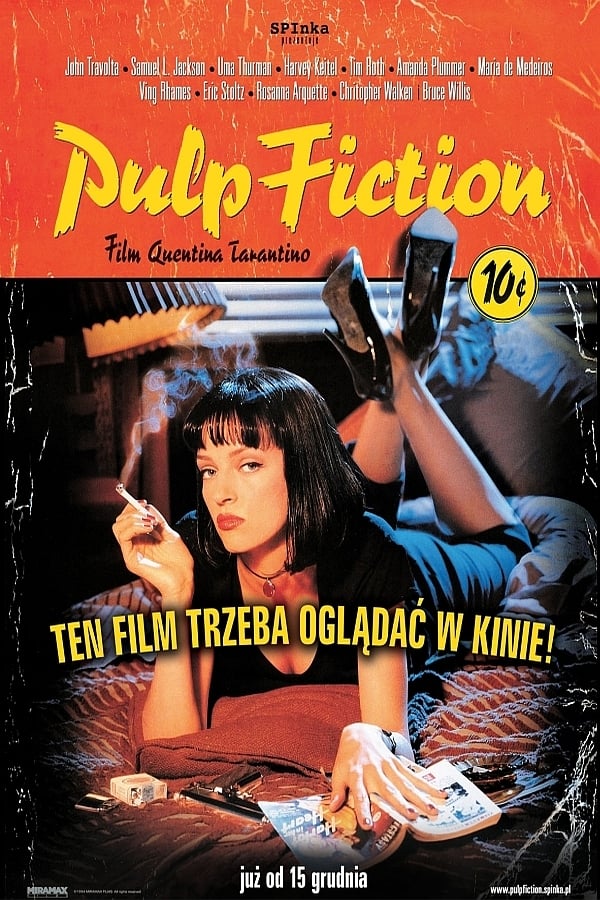 SPInka
prezentuje
John Travolta • Samuel L. Jackson • Uma Thurman • Harvey Keitel • Tim Roth • Amanda Plummer • Maria de Medeiros
Ving Rhames • Eric Stoltz • Rosanna Arquette • Christopher Walken i Bruce Willis
Pulp Fiction
Film Quentina Tarantino
10¢
TEN FILM TRZEBA OGLĄDAĆ W KINIE!
już od 15 grudnia
MIRAMAX
www.pulpfiction.spinka.pl